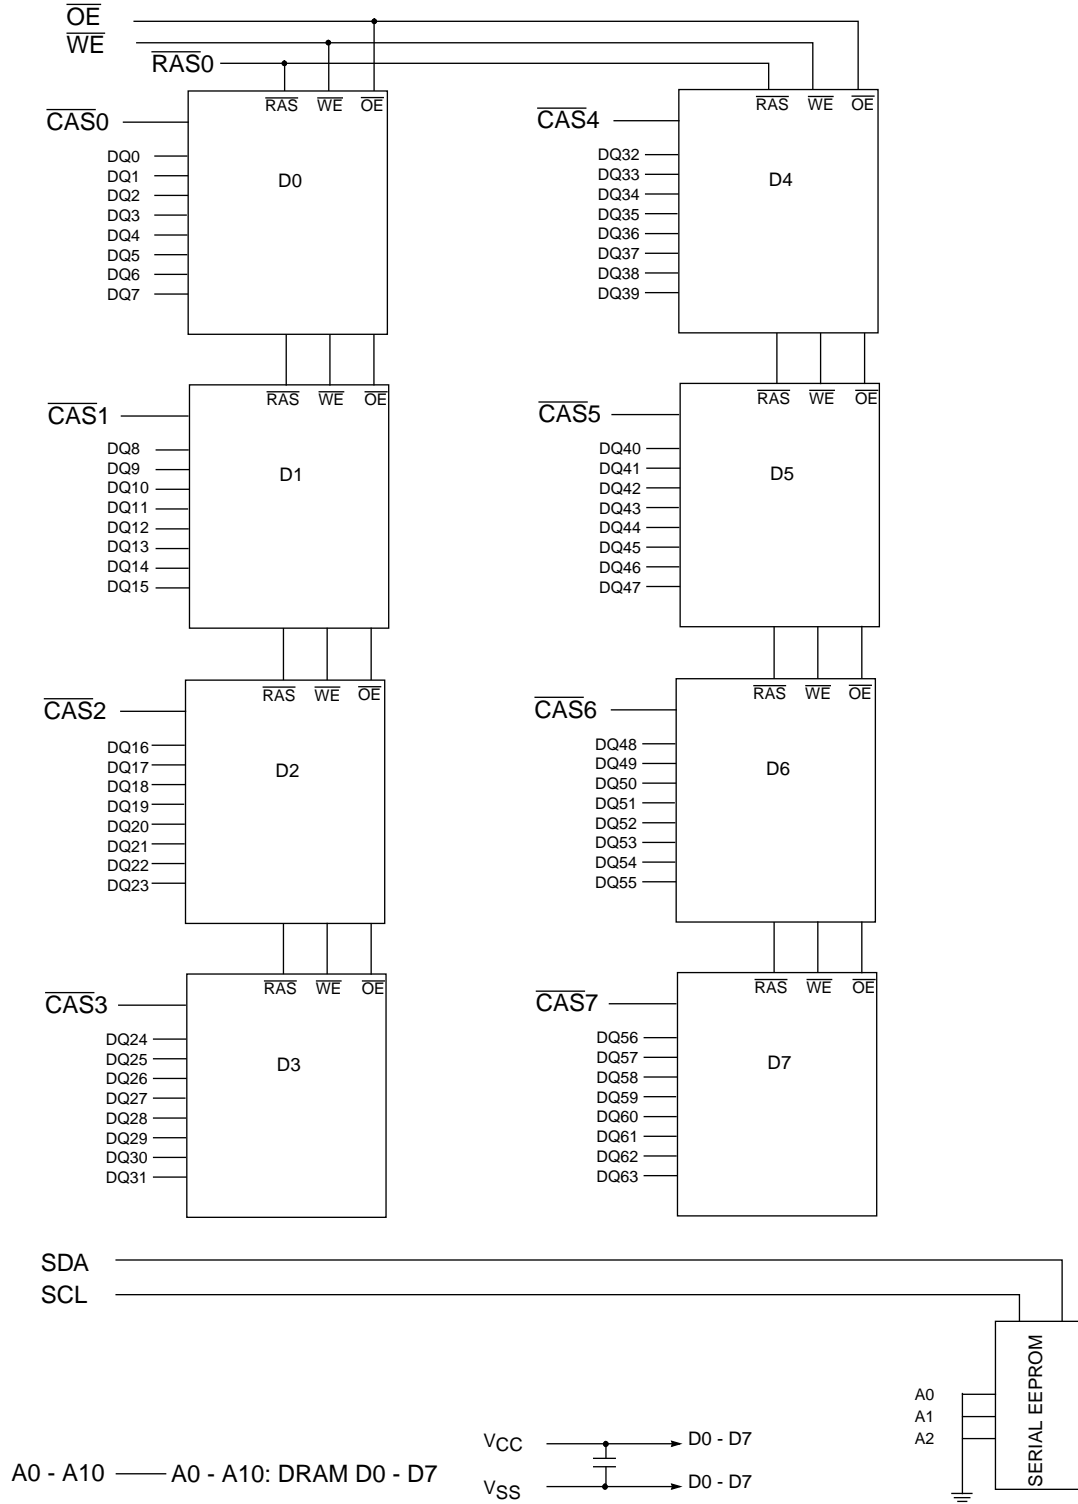 OE
WE
RAS0
RAS WE OE
CAS0
DQ0
DQ1
DQ2
DQ3
DQ4
DQ5
DQ6
DQ7
D0
RAS WE OE
CAS4
DQ32
DQ33
DQ34
DQ35
DQ36
DQ37
DQ38
DQ39
D4
RAS WE OE
CAS1
DQ8
DQ9
DQ10
DQ11
DQ12
DQ13
DQ14
DQ15
D1
RAS WE OE
CAS5
DQ40
DQ41
DQ42
DQ43
DQ44
DQ45
DQ46
DQ47
D5
RAS WE OE
CAS2
DQ16
DQ17
DQ18
DQ19
DQ20
DQ21
DQ22
DQ23
D2
RAS WE OE
CAS6
DQ48
DQ49
DQ50
DQ51
DQ52
DQ53
DQ54
DQ55
D6
RAS WE OE
CAS3
DQ24
DQ25
DQ26
DQ27
DQ28
DQ29
DQ30
DQ31
D3
RAS WE OE
CAS7
DQ56
DQ57
DQ58
DQ59
DQ60
DQ61
DQ62
DQ63
D7
SDA
SCL
SERIAL EEPROM
A0
A1
A2
VCC D0 - D7
VSS D0 - D7
A0 - A10 A0 - A10: DRAM D0 - D7